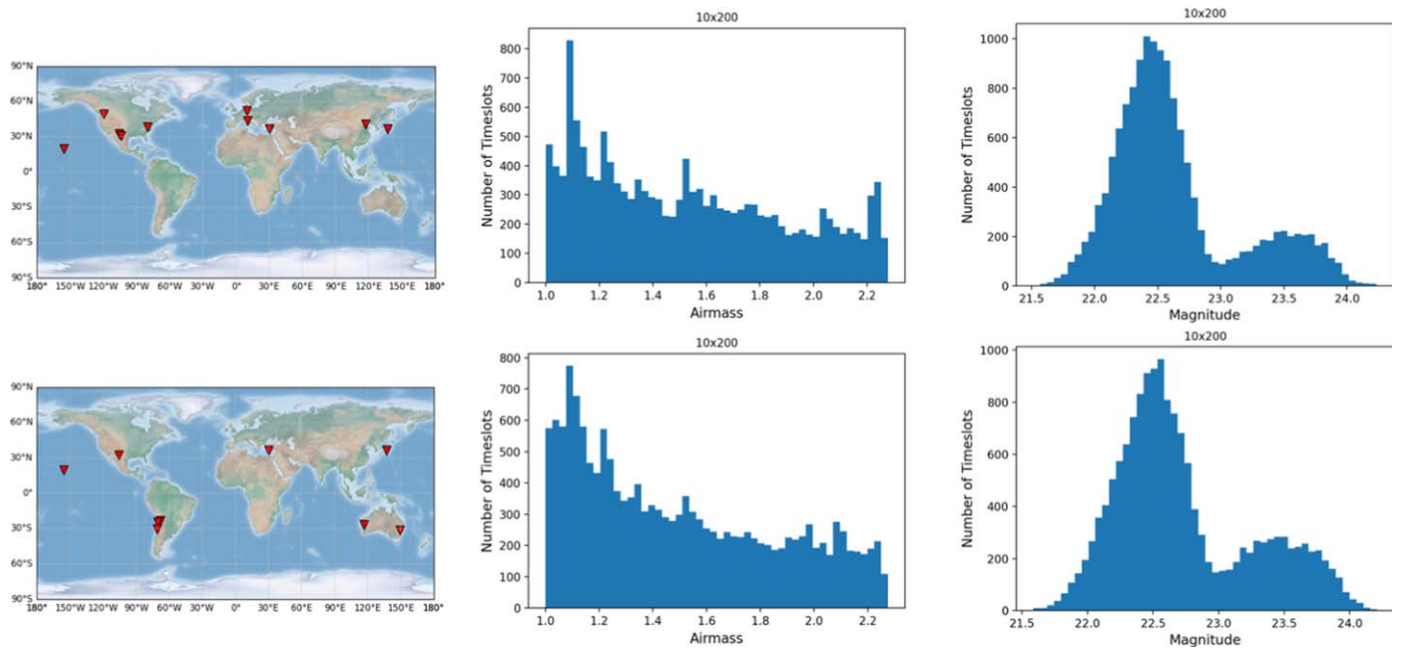 10x200
10x200
90°N
60°N
30°N
0°
30°S
60°S
90°S
180° 150°W 120°W 90°W 60°W 30°W 0° 30°E 60°E 90°E 120°E 150°E 180°
Number of Timeslots
800
700
600
500
400
300
200
100
0
1.0 1.2 1.4 1.6 1.8 2.0 2.2
Airmass
Number of Timeslots
1000
800
600
400
200
0
21.5 22.0 22.5 23.0 23.5 24.0
Magnitude
10x200
10x200
90°N
60°N
30°N
0°
30°S
60°S
90°S
180° 150°W 120°W 90°W 60°W 30°W 0° 30°E 60°E 90°E 120°E 150°E 180°
Number of Timeslots
800
700
600
500
400
300
200
100
0
1.0 1.2 1.4 1.6 1.8 2.0 2.2
Airmass
Number of Timeslots
1000
800
600
400
200
0
21.5 22.0 22.5 23.0 23.5 24.0
Magnitude